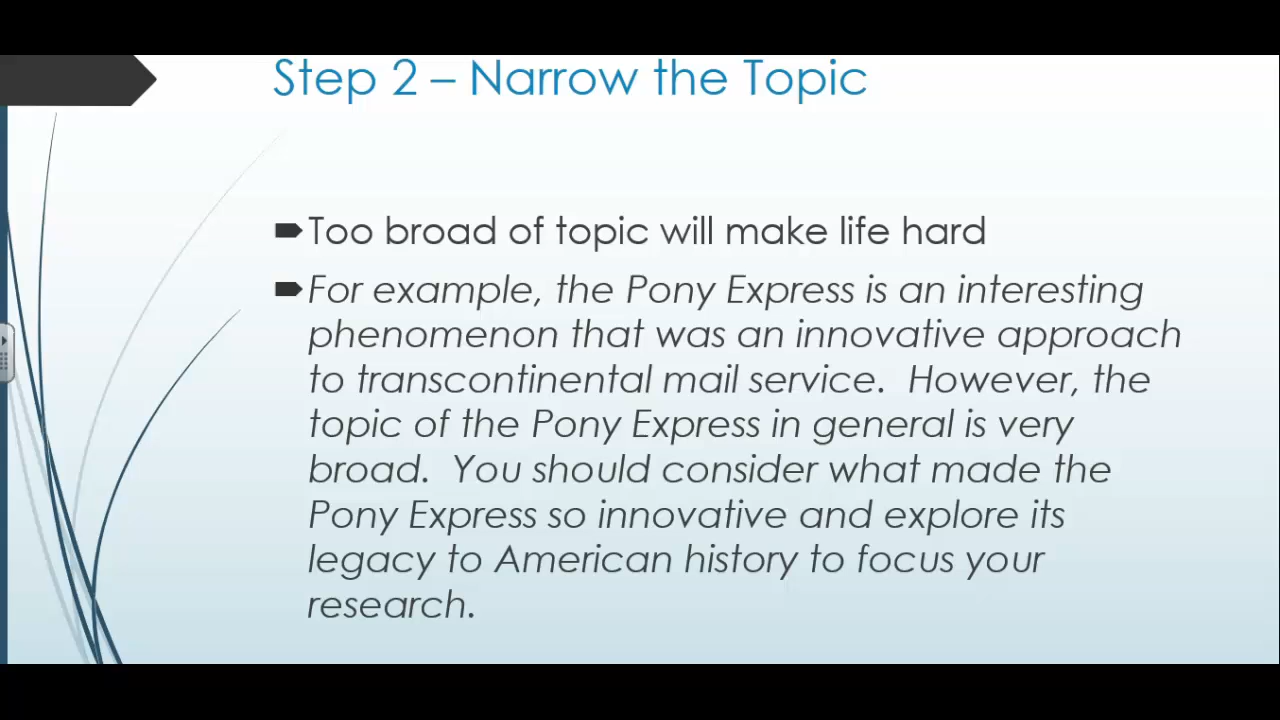 Step 2 – Narrow the Topic
Too broad of topic will make life hard
For example, the Pony Express is an interesting
phenomenon that was an innovative approach
to transcontinental mail service.  However, the
topic of the Pony Express in general is very
broad.  You should consider what made the
Pony Express so innovative and explore its
legacy to American history to focus your
research.